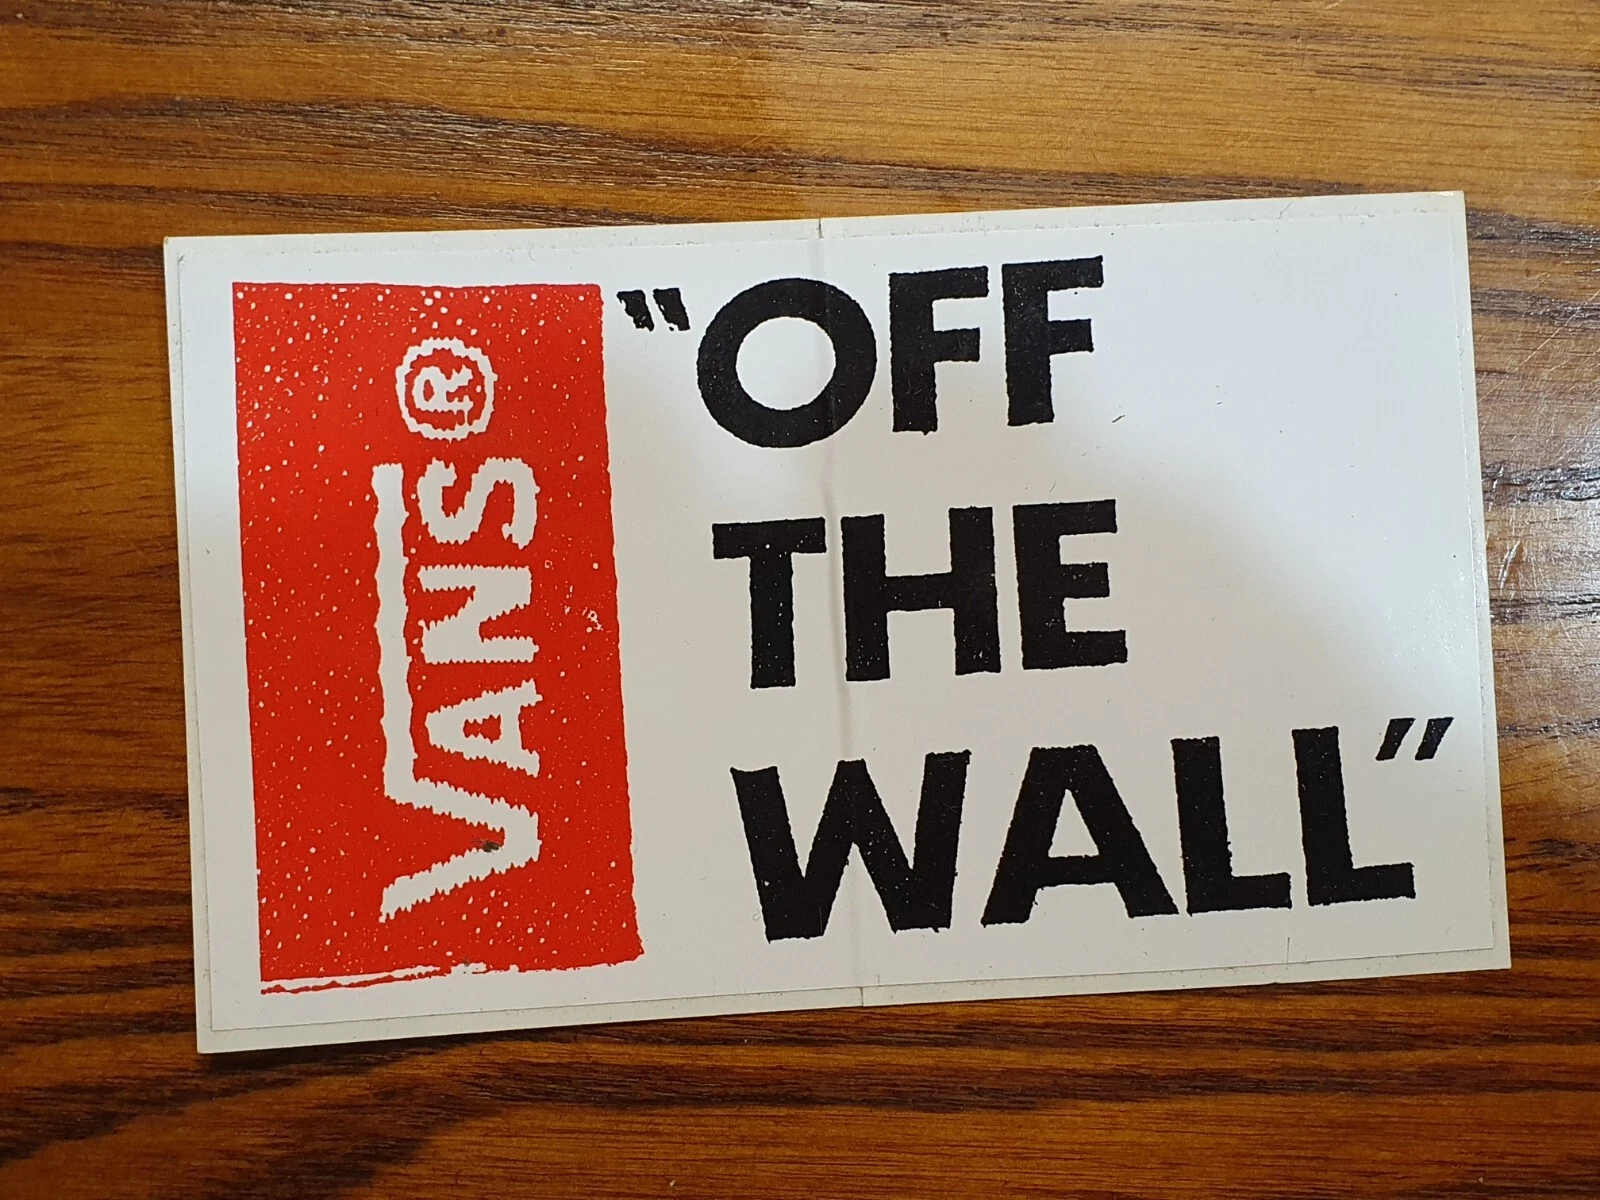 VANS®
"OFF
THE
WALL"